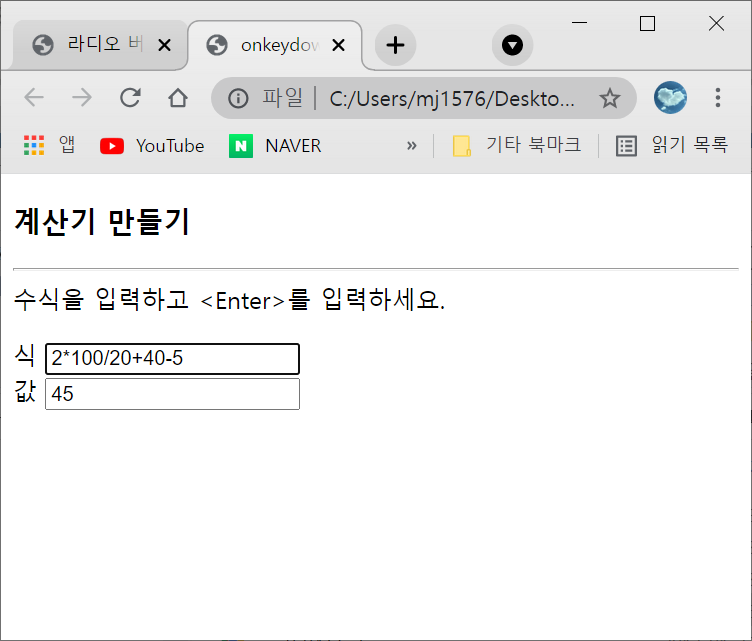 라디오 버
onkeydow
파일 | C:/Users/mj1576/Deskto...
앱 YouTube NAVER » 기타 북마크 읽기 목록
계산기 만들기
수식을 입력하고 <Enter>를 입력하세요.
식 2*100/20+40-5
값 45